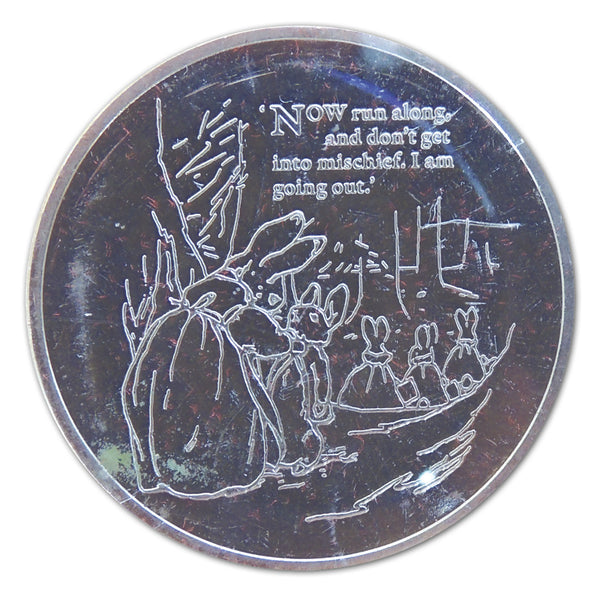 ‘NOW run along,
and don't get
into mischief. I am
going out.’